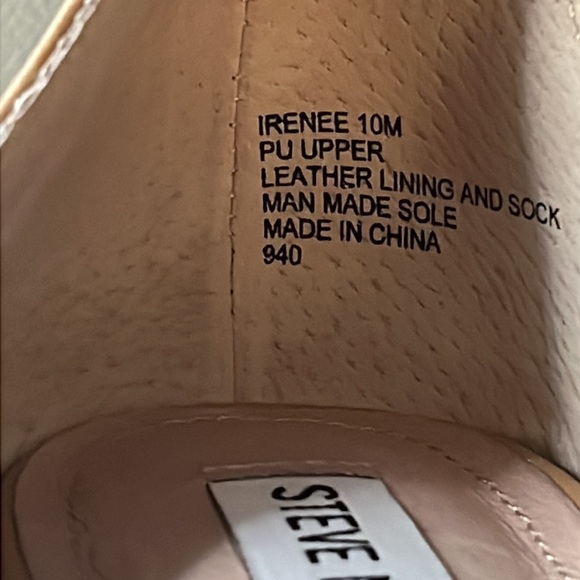 IRENEE 10M
PU UPPER
LEATHER LINING AND SOCK
MAN MADE SOLE
MADE IN CHINA
940
STEVE